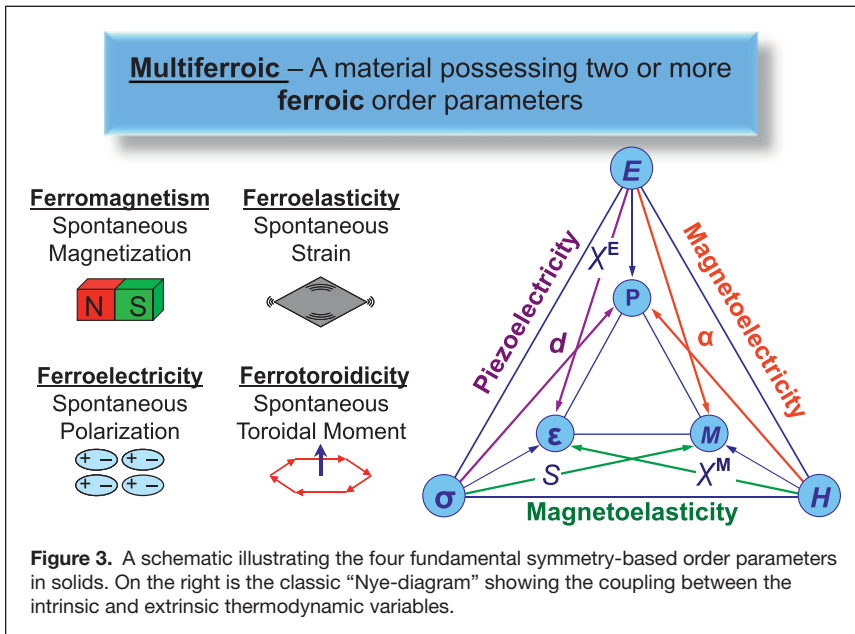 Multiferroic – A material possessing two or more
ferroic order parameters
Ferromagnetism
Spontaneous
Magnetization
N S
Ferroelasticity
Spontaneous
Strain
Ferroelectricity
Spontaneous
Polarization
+ − + −
+ − + −
Ferrotoroidicity
Spontaneous
Toroidal Moment
E
Piezoelectricity
Magnetoelectricity
X^E
P
d
α
ε
M
S
X^M
σ
H
Magnetoelasticity
Figure 3. A schematic illustrating the four fundamental symmetry-based order parameters
in solids. On the right is the classic “Nye-diagram” showing the coupling between the
intrinsic and extrinsic thermodynamic variables.